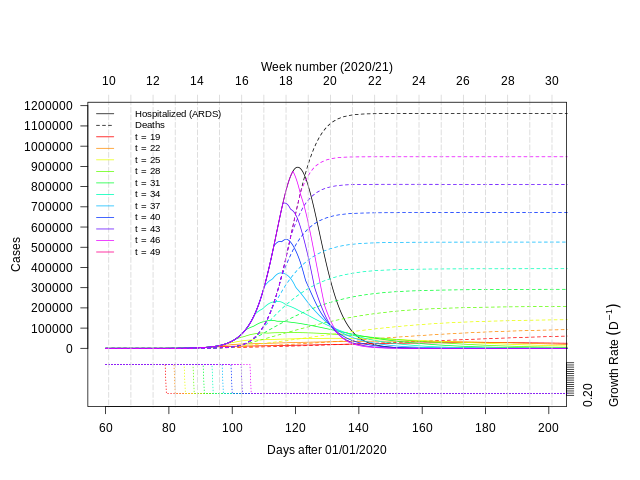 Week number (2020/21)
10 12 14 16 18 20 22 24 26 28 30
1200000
1100000
1000000
900000
800000
700000
600000
500000
400000
300000
200000
100000
0
Cases
Hospitalized (ARDS)
Deaths
t = 19
t = 22
t = 25
t = 28
t = 31
t = 34
t = 37
t = 40
t = 43
t = 46
t = 49
0.20
Growth Rate (D⁻¹)
60 80 100 120 140 160 180 200
Days after 01/01/2020